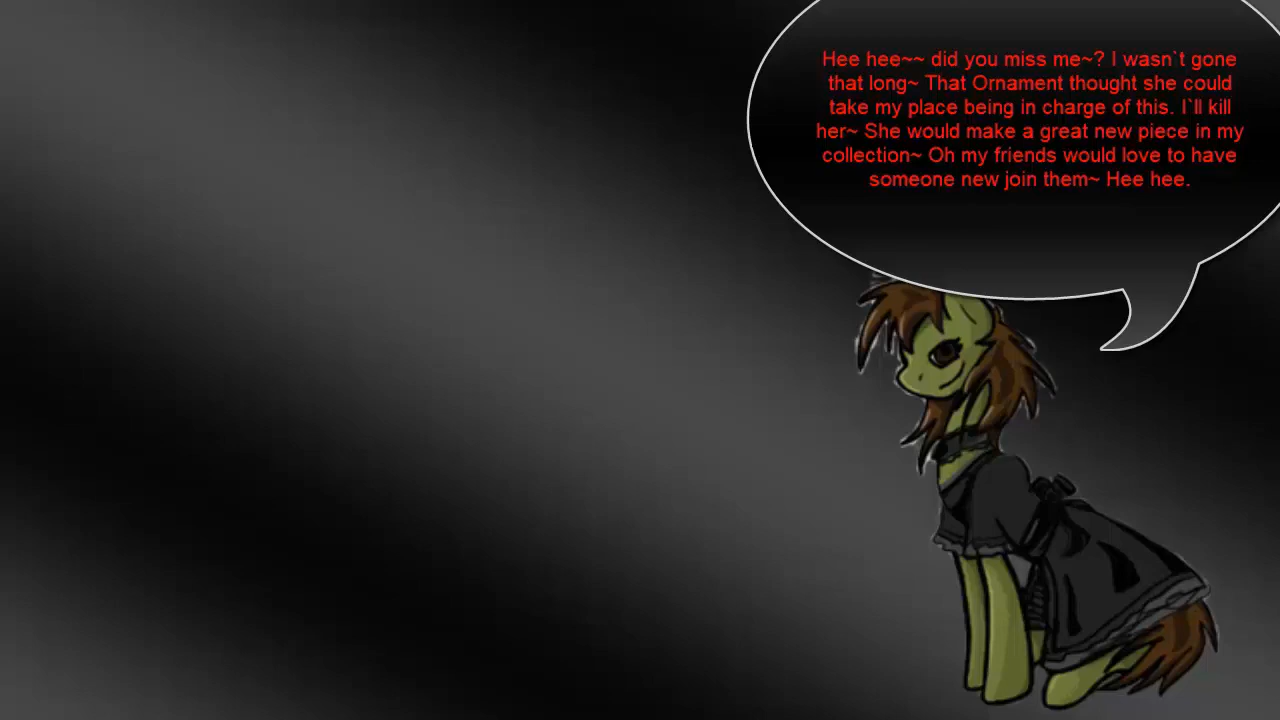 Hee hee~~ did you miss me~? I wasn`t gone
that long~ That Ornament thought she could
take my place being in charge of this. I`ll kill
her~ She would make a great new piece in my
collection~ Oh my friends would love to have
someone new join them~ Hee hee.